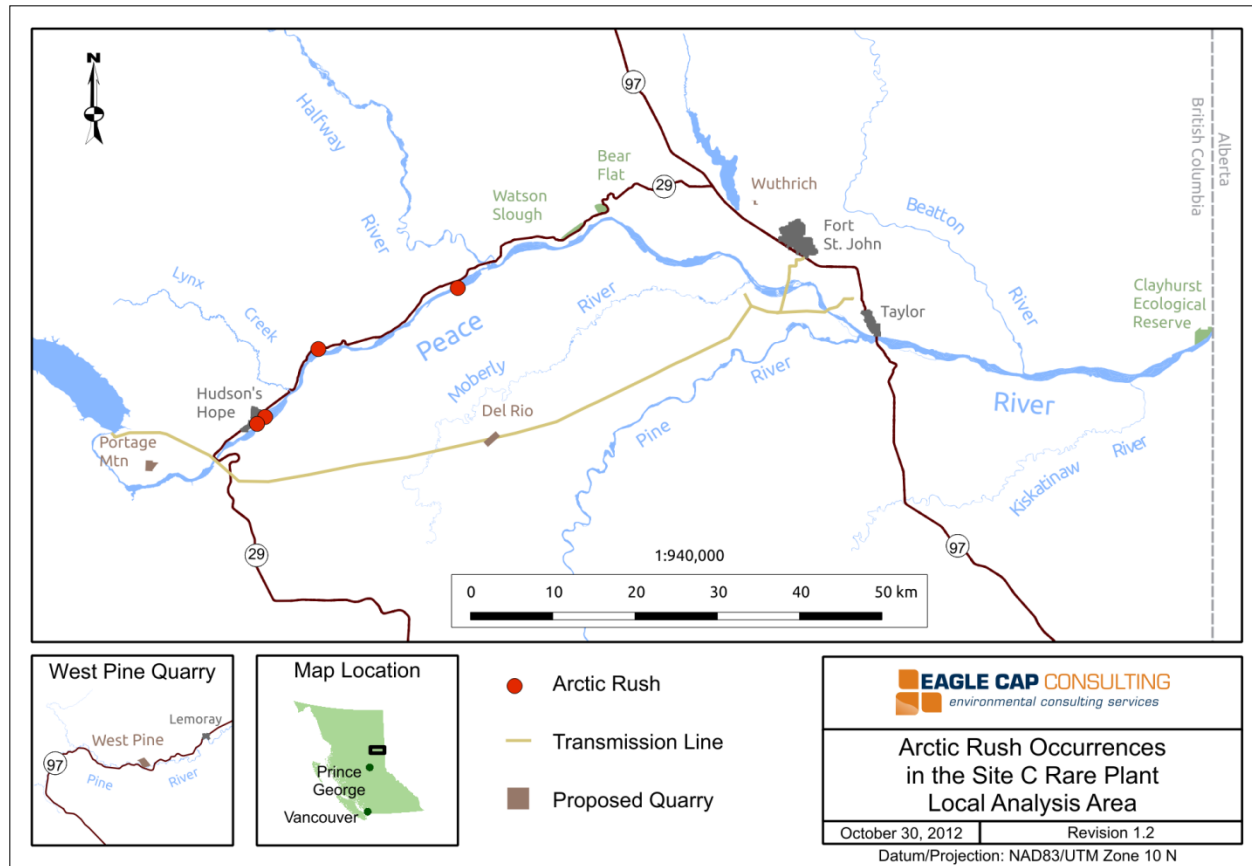 N
97
Halfway
River
Bear
Flat
Wuthrich
29
Watson
Slough
Fort
St. John
Beatton
River
British Columbia
Alberta
Lynx
Creek
Peace
Moberly
River
Taylor
Clayhurst
Ecological
Reserve
Hudson's
Hope
Del Rio
Pine
River
River
Portage
Mtn
Kiskatinaw
River
29
97
1:940,000
0 10 20 30 40 50 km
West Pine Quarry
Lemoray
West Pine
97
Pine
River
Map Location
Prince
George
Vancouver
Arctic Rush
Transmission Line
Proposed Quarry
EAGLE CAP CONSULTING
environmental consulting services
Arctic Rush Occurrences
in the Site C Rare Plant
Local Analysis Area
October 30, 2012
Revision 1.2
Datum/Projection: NAD83/UTM Zone 10 N